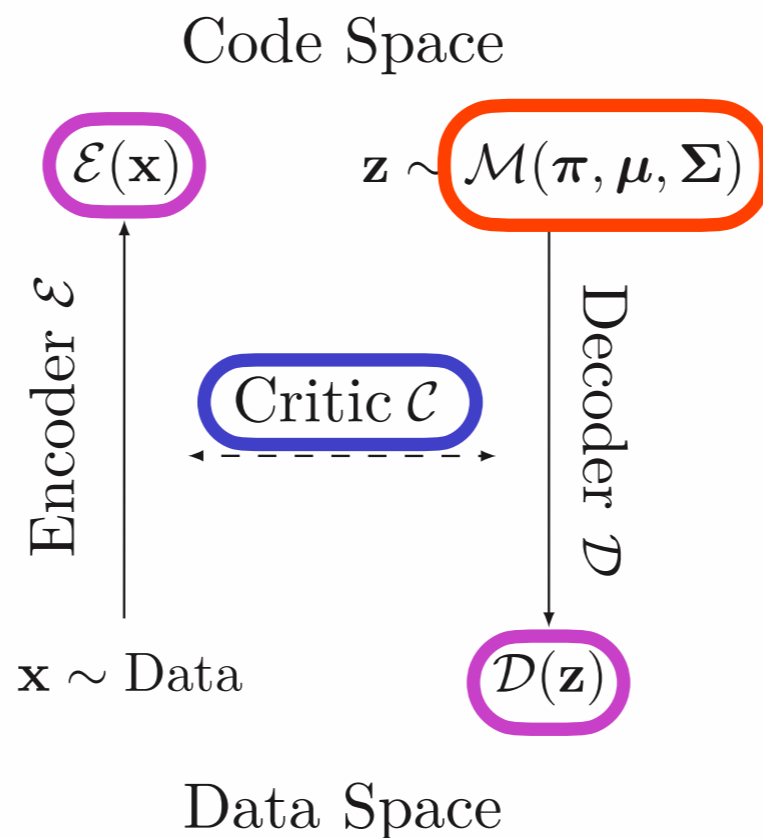 Code Space
ℰ(𝐱)
𝐳 ∼ ℳ(𝛑, 𝛍, 𝚺)
Encoder ℰ
Critic 𝒞
Decoder 𝒟
𝐱 ∼ Data
𝒟(𝐳)
Data Space